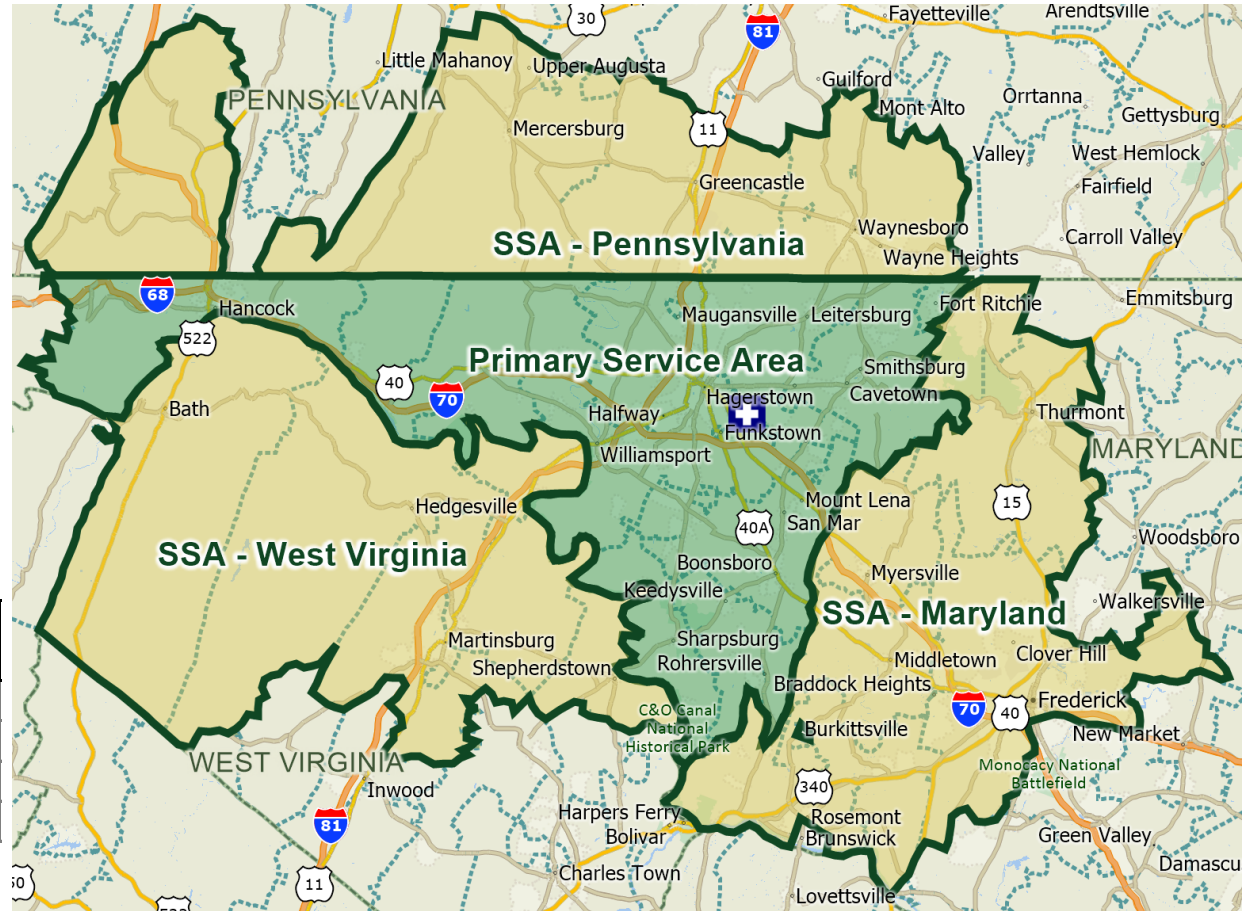 Fayetteville
Arendtsville
30
81
Little Mahanoy
Upper Augusta
Guilford
PENNSYLVANIA
Orrtanna
Mont Alto
Gettysburg
Mercersburg
11
Valley
West Hemlock
Greencastle
Fairfield
Waynesboro
Carroll Valley
SSA - Pennsylvania
Wayne Heights
68
Hancock
Fort Ritchie
Emmitsburg
Maugansville
Leitersburg
522
Primary Service Area
Smithsburg
40
70
Hagerstown
Cavetown
Bath
Halfway
Thurmont
Funkstown
MARYLAND
Williamsport
Hedgesville
Mount Lena
15
40A
San Mar
Woodsboro
SSA - West Virginia
Boonsboro
Myersville
Keedysville
Walkersville
SSA - Maryland
Martinsburg
Sharpsburg
Clover Hill
Shepherdstown
Rohrersville
Middletown
Braddock Heights
Frederick
C&O Canal
National
Historical Park
70
40
Burkittsville
New Market
WEST VIRGINIA
Monocacy National
Battlefield
Inwood
340
Harpers Ferry
Rosemont
81
Bolivar
Brunswick
Green Valley
Charles Town
Damascu
11
50
Lovettsville
522